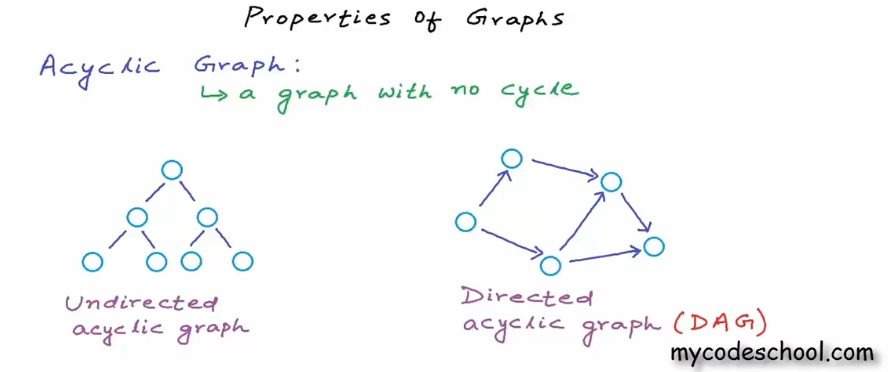 Properties of Graphs
Acyclic Graph:
↳ a graph with no cycle
Undirected
acyclic graph
Directed
acyclic graph (DAG)
mycodeschool.com